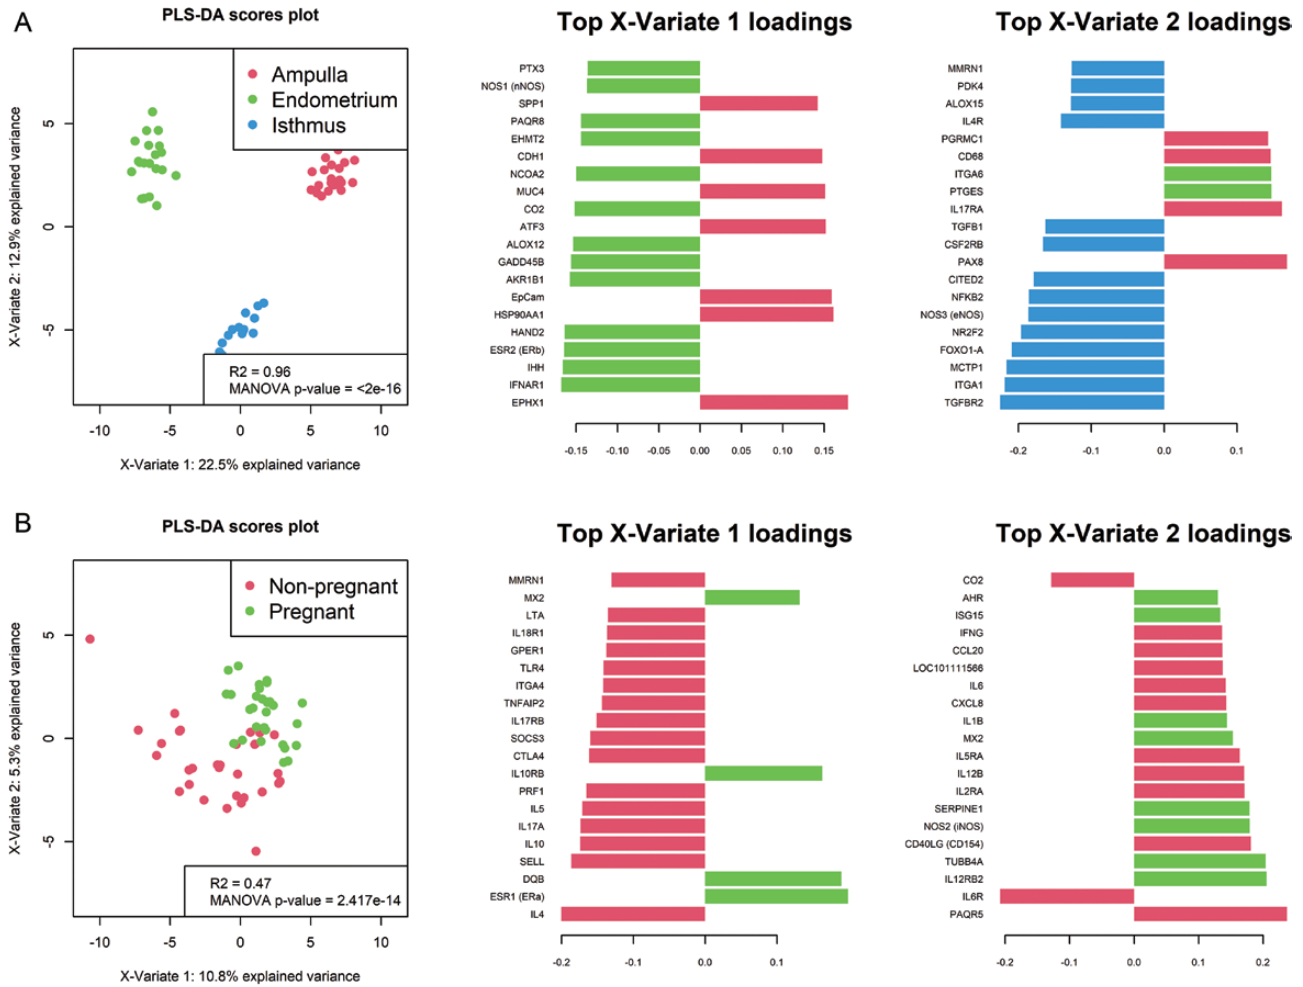 A
PLS-DA scores plot
Ampulla
Endometrium
Isthmus
R2 = 0.96
MANOVA p-value = <2e-16
X-Variate 2: 12.9% explained variance
5
0
-5
-10
-5
0
5
10
X-Variate 1: 22.5% explained variance
Top X-Variate 1 loadings
PTX3
NOS1 (nNOS)
SPP1
PAQR8
EHMT2
CDH1
NCOA2
MUC4
CO2
ATF3
ALOX12
GADD45B
AKR1B1
EpCam
HSP90AA1
HAND2
ESR2 (ERb)
IHH
IFNAR1
EPHX1
-0.15
-0.10
-0.05
0.00
0.05
0.10
0.15
Top X-Variate 2 loadings
MMRN1
PDK4
ALOX15
IL4R
PGRMC1
CD68
ITGA6
PTGES
IL17RA
TGFB1
CSF2RB
PAX8
CITED2
NFKB2
NOS3 (eNOS)
NR2F2
FOXO1-A
MCTP1
ITGA1
TGFBR2
-0.2
-0.1
0.0
0.1
B
PLS-DA scores plot
Non-pregnant
Pregnant
R2 = 0.47
MANOVA p-value = 2.417e-14
X-Variate 2: 5.3% explained variance
5
0
-5
-10
-5
0
5
10
X-Variate 1: 10.8% explained variance
Top X-Variate 1 loadings
MMRN1
MX2
LTA
IL18R1
GPER1
TLR4
ITGA4
TNFAIP2
IL17RB
SOCS3
CTLA4
IL10RB
PRF1
IL5
IL17A
IL10
SELL
DQB
ESR1 (ERa)
IL4
-0.2
-0.1
0.0
0.1
Top X-Variate 2 loadings
CO2
AHR
ISG15
IFNG
CCL20
LOC101111566
IL6
CXCL8
IL1B
MX2
IL5RA
IL12B
IL2RA
SERPINE1
NOS2 (iNOS)
CD40LG (CD154)
TUBB4A
IL12RB2
IL6R
PAQR5
-0.2
-0.1
0.0
0.1
0.2